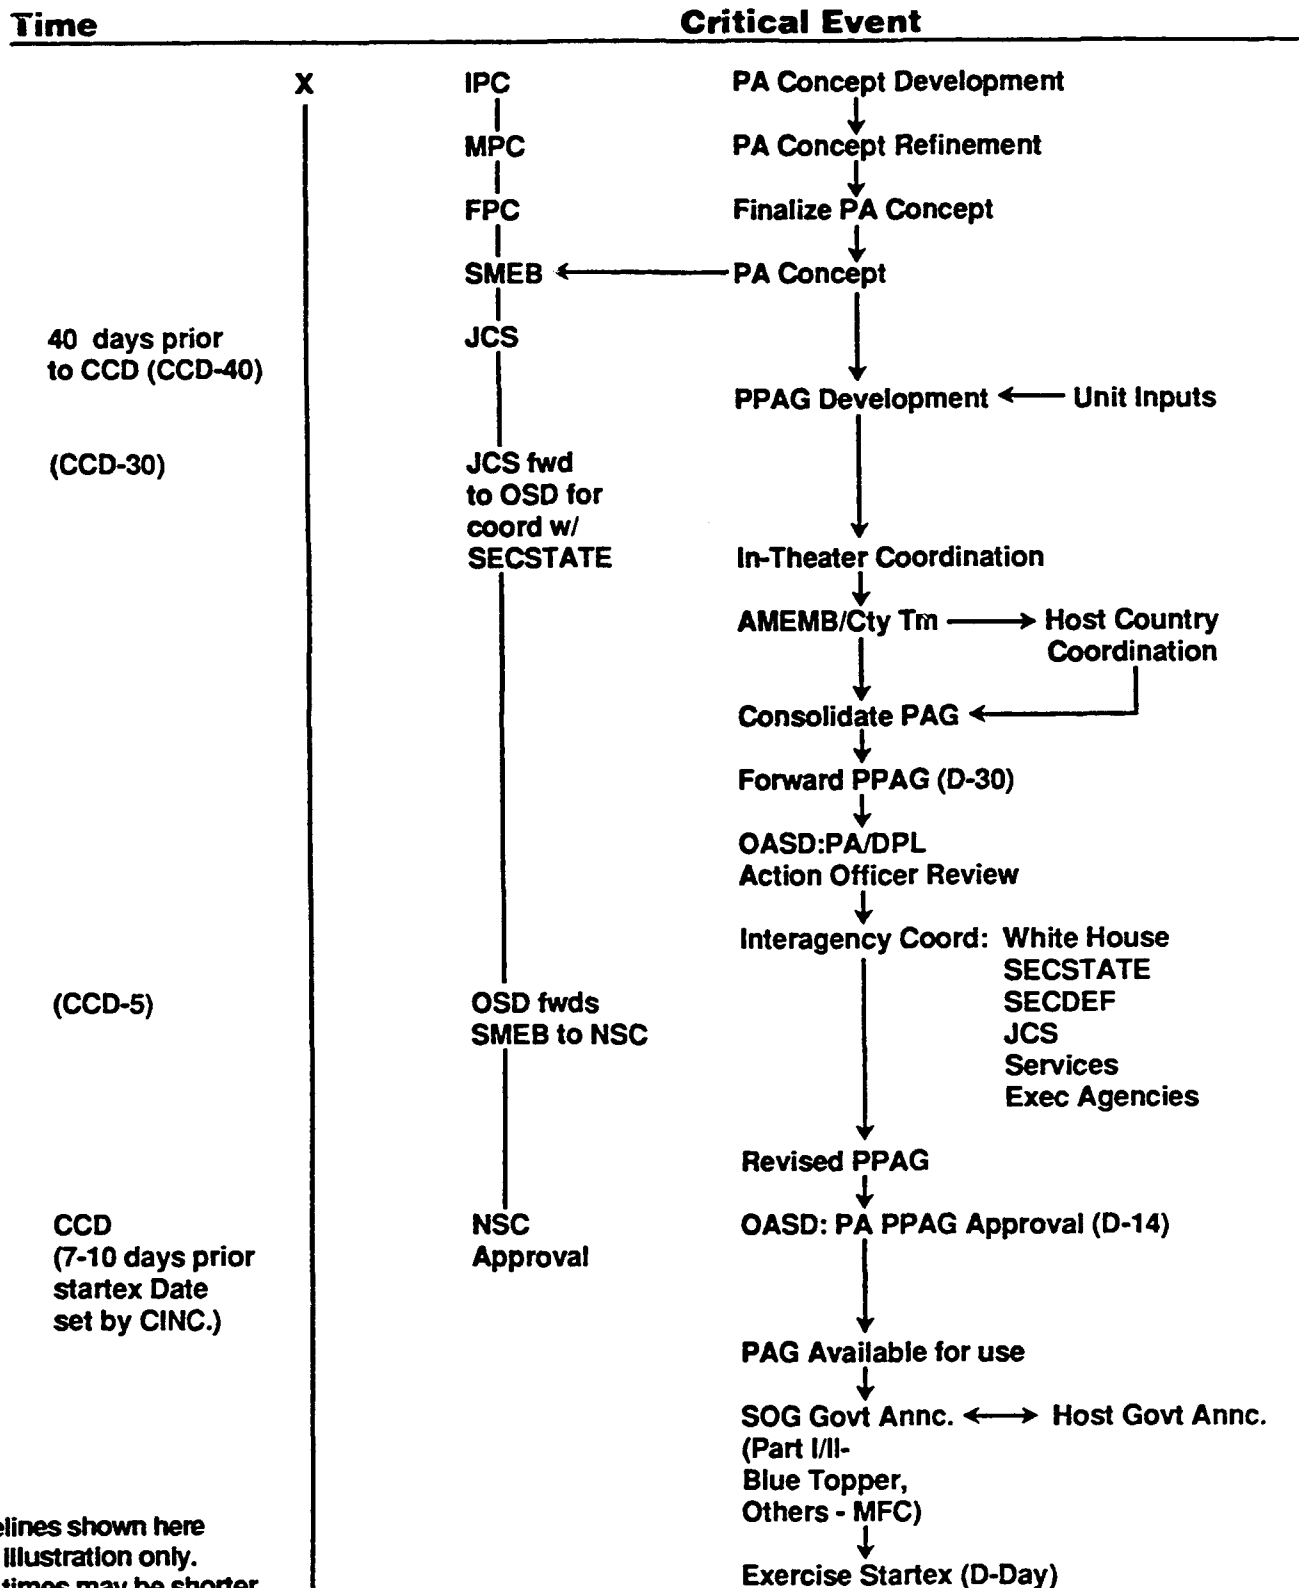 Time
Critical Event
X
IPC
PA Concept Development
MPC
PA Concept Refinement
FPC
Finalize PA Concept
SMEB
PA Concept
40 days prior
to CCD (CCD-40)
JCS
PPAG Development
Unit Inputs
(CCD-30)
JCS fwd
to OSD for
coord w/
SECSTATE
In-Theater Coordination
AMEMB/Cty Tm
Host Country
Coordination
Consolidate PAG
Forward PPAG (D-30)
OASD:PA/DPL
Action Officer Review
Interagency Coord: White House
SECSTATE
SECDEF
JCS
Services
Exec Agencies
(CCD-5)
OSD fwds
SMEB to NSC
Revised PPAG
CCD
(7-10 days prior
startex Date
set by CINC.)
NSC
Approval
OASD: PA PPAG Approval (D-14)
PAG Available for use
SOG Govt Annc.
Host Govt Annc.
(Part I/II-
Blue Topper,
Others - MFC)
elines shown here
illustration only.
times may be shorter
Exercise Startex (D-Day)